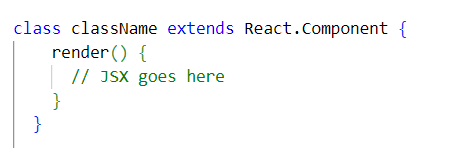 class className extends React.Component {
render() {
// JSX goes here
}
}